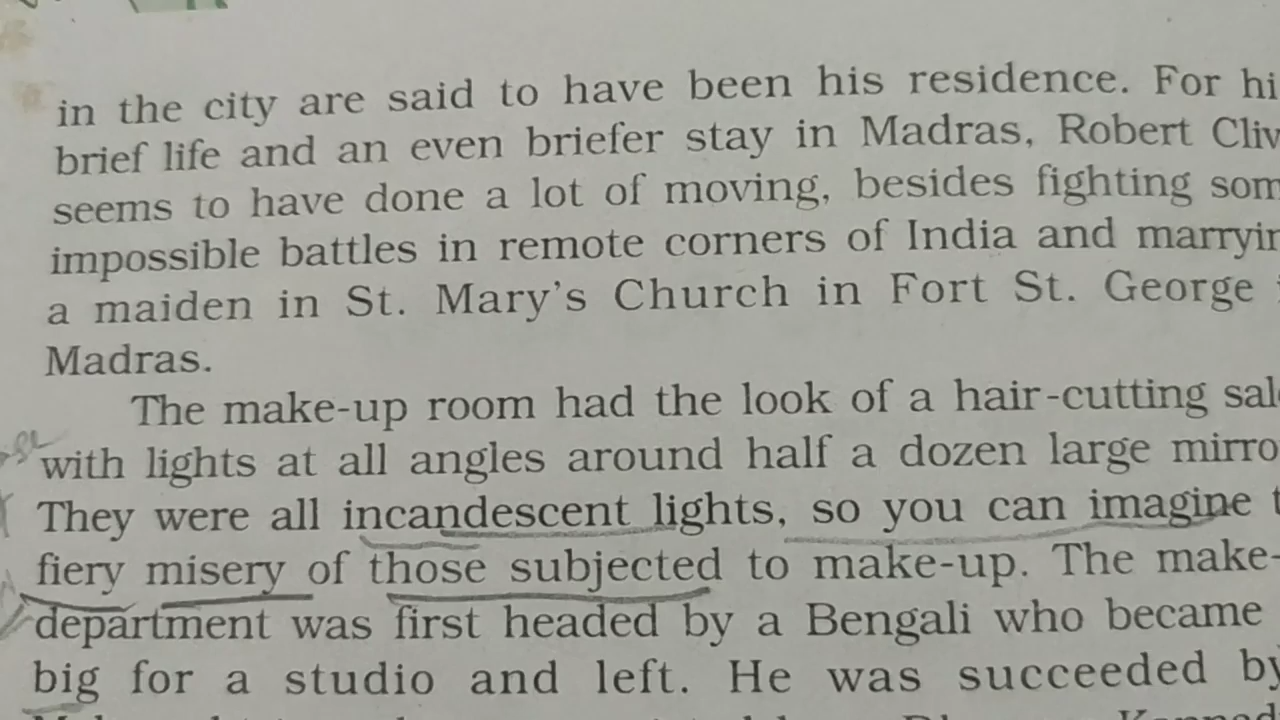 in the city are said to have been his residence. For hi
brief life and an even briefer stay in Madras, Robert Cliv
seems to have done a lot of moving, besides fighting som
impossible battles in remote corners of India and marryin
a maiden in St. Mary's Church in Fort St. George
Madras.
The make-up room had the look of a hair-cutting sal
with lights at all angles around half a dozen large mirro
They were all incandescent lights, so you can imagine t
fiery misery of those subjected to make-up. The make-
department was first headed by a Bengali who became
big for a studio and left. He was succeeded by